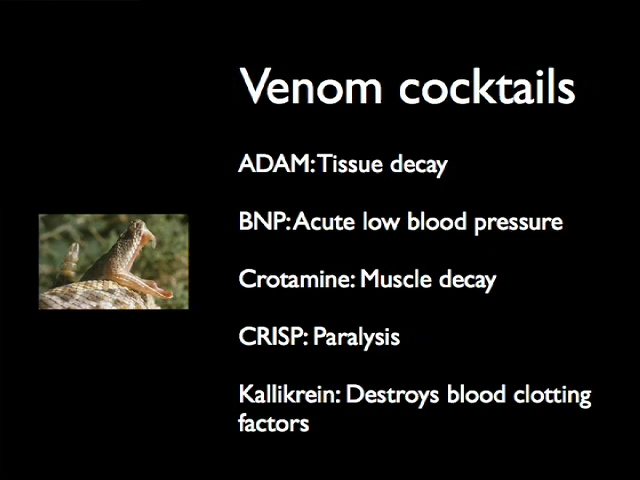 Venom cocktails
ADAM: Tissue decay
BNP: Acute low blood pressure
Crotamine: Muscle decay
CRISP: Paralysis
Kallikrein: Destroys blood clotting
factors